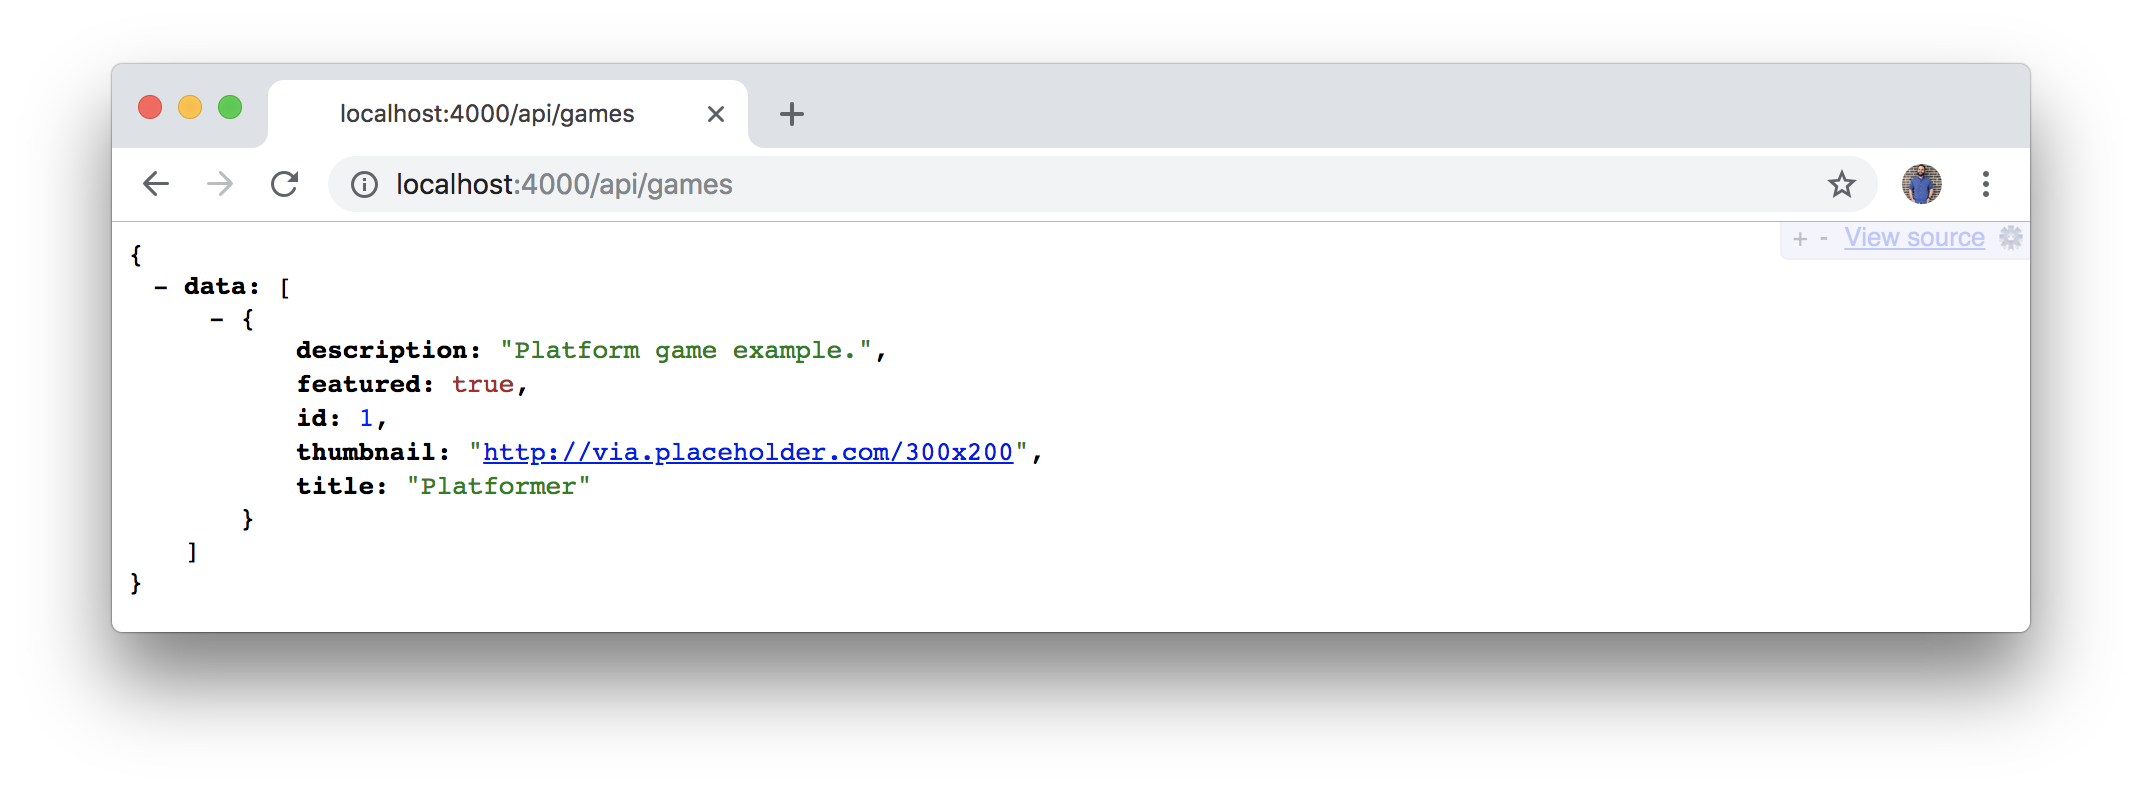 localhost:4000/api/games
localhost:4000/api/games
+ - View source
{
- data: [
- {
description: "Platform game example.",
featured: true,
id: 1,
thumbnail: "http://via.placeholder.com/300x200",
title: "Platformer"
}
]
}